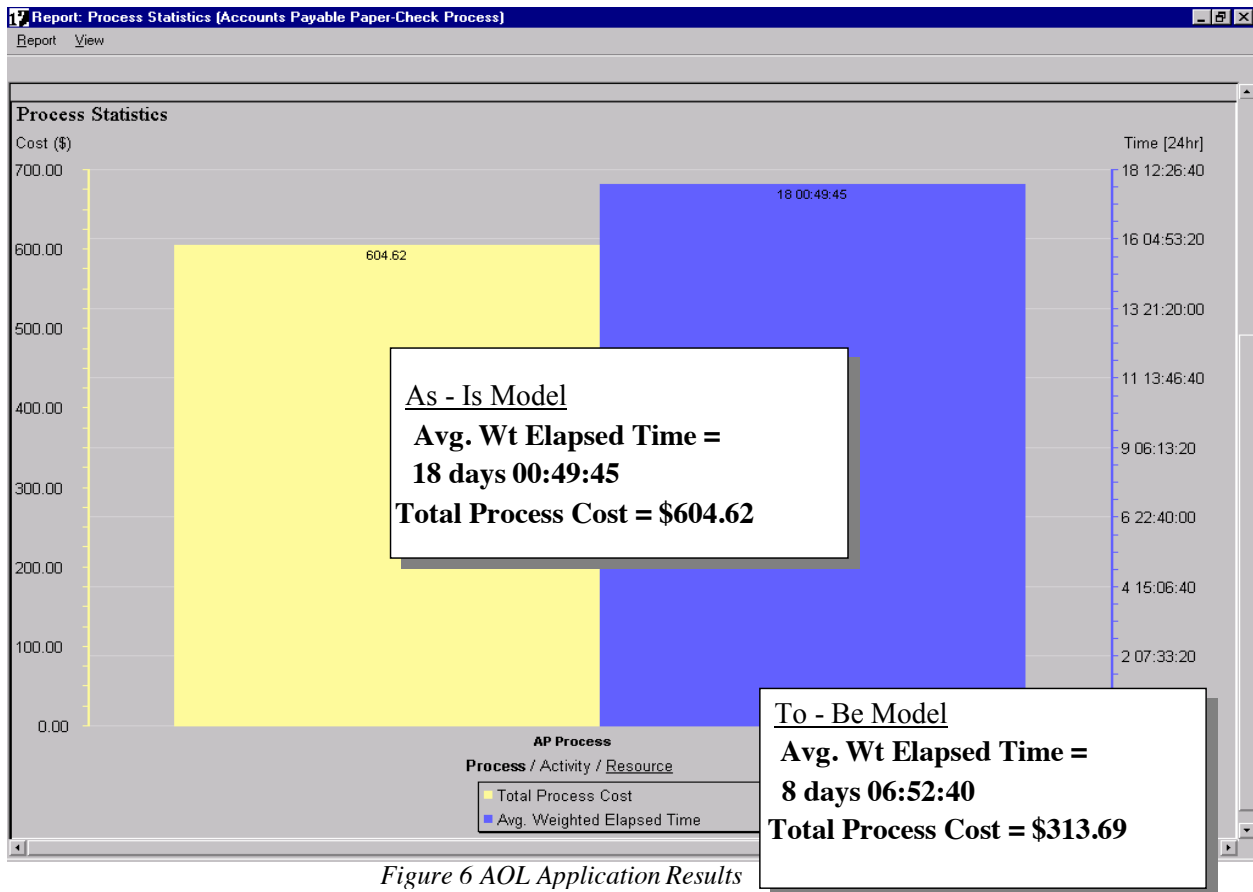 Report: Process Statistics (Accounts Payable Paper-Check Process)
Report View
Process Statistics
Cost ($)
Time [24hr]
700.00
600.00
500.00
400.00
300.00
200.00
100.00
0.00
18 12:26:40
16 04:53:20
13 21:20:00
11 13:46:40
9 06:13:20
6 22:40:00
4 15:06:40
2 07:33:20
604.62
18 00:49:45
As - Is Model
Avg. Wt Elapsed Time =
18 days 00:49:45
Total Process Cost = $604.62
AP Process
Process / Activity / Resource
Total Process Cost
Avg. Weighted Elapsed Time
To - Be Model
Avg. Wt Elapsed Time =
8 days 06:52:40
Total Process Cost = $313.69
Figure 6 AOL Application Results